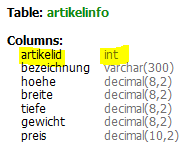 Table: artikelinfo
Columns:
artikelid int
bezeichnung varchar(300)
hoehe decimal(8,2)
breite decimal(8,2)
tiefe decimal(8,2)
gewicht decimal(8,2)
preis decimal(10,2)